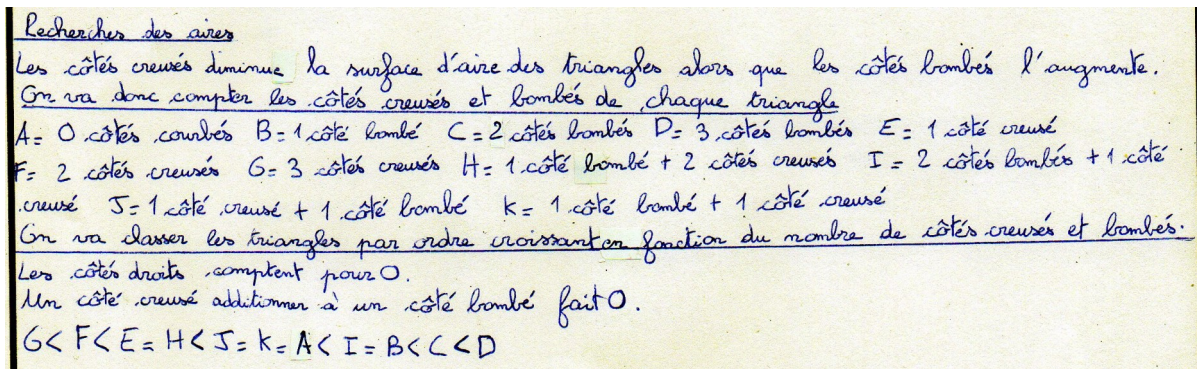 Recherches des aires
Les côtés creusés diminue la surface d'aire des triangles alors que les côtés bombés l'augmente.
On va donc compter les côtés creusés et bombés de chaque triangle
A = 0 côtés courbés B = 1 côté bombé C = 2 côtés bombés D = 3 côtés bombés E = 1 côté creusé
F = 2 côtés creusés G = 3 côtés creusés H = 1 côté bombé + 2 côtés creusés I = 2 côtés bombés + 1 côté
creusé J = 1 côté creusé + 1 côté bombé K = 1 côté bombé + 1 côté creusé
On va classer les triangles par ordre croissant en fonction du nombre de côtés creusés et bombés.
Les côtés droits comptent pour 0.
Un côté creusé additionner à un côté bombé fait 0.
G < F < E = H < J = K = A < I = B < C < D